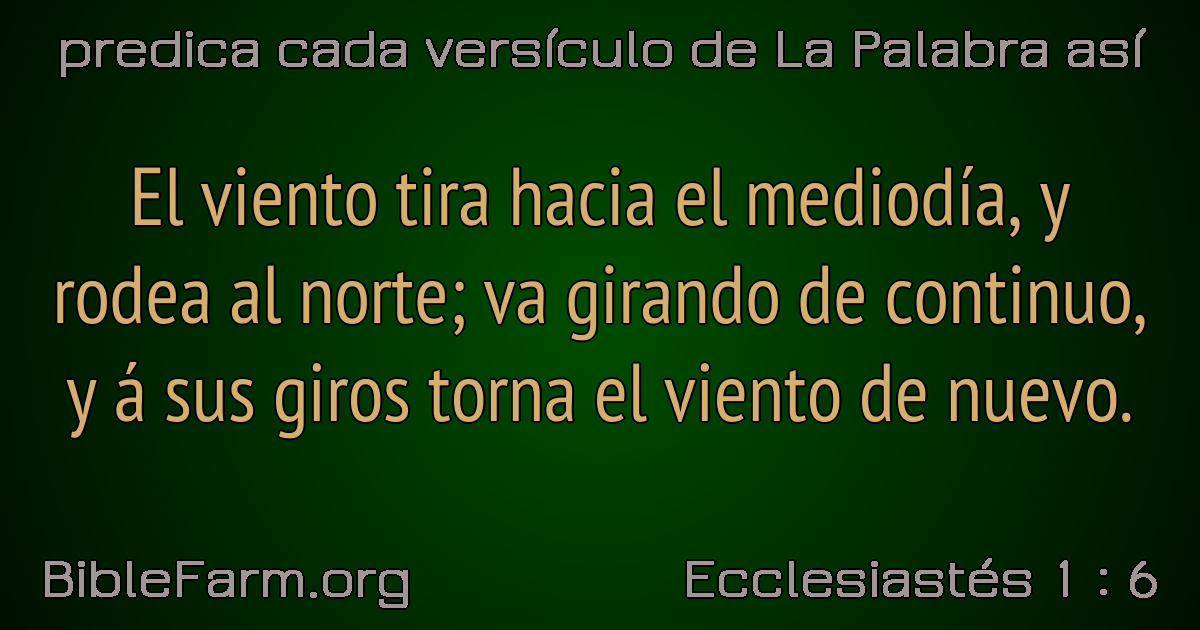 predica cada versículo de La Palabra así
El viento tira hacia el mediodía, y
rodea al norte; va girando de continuo,
y á sus giros torna el viento de nuevo.
BibleFarm.org
Ecclesiastés 1 : 6